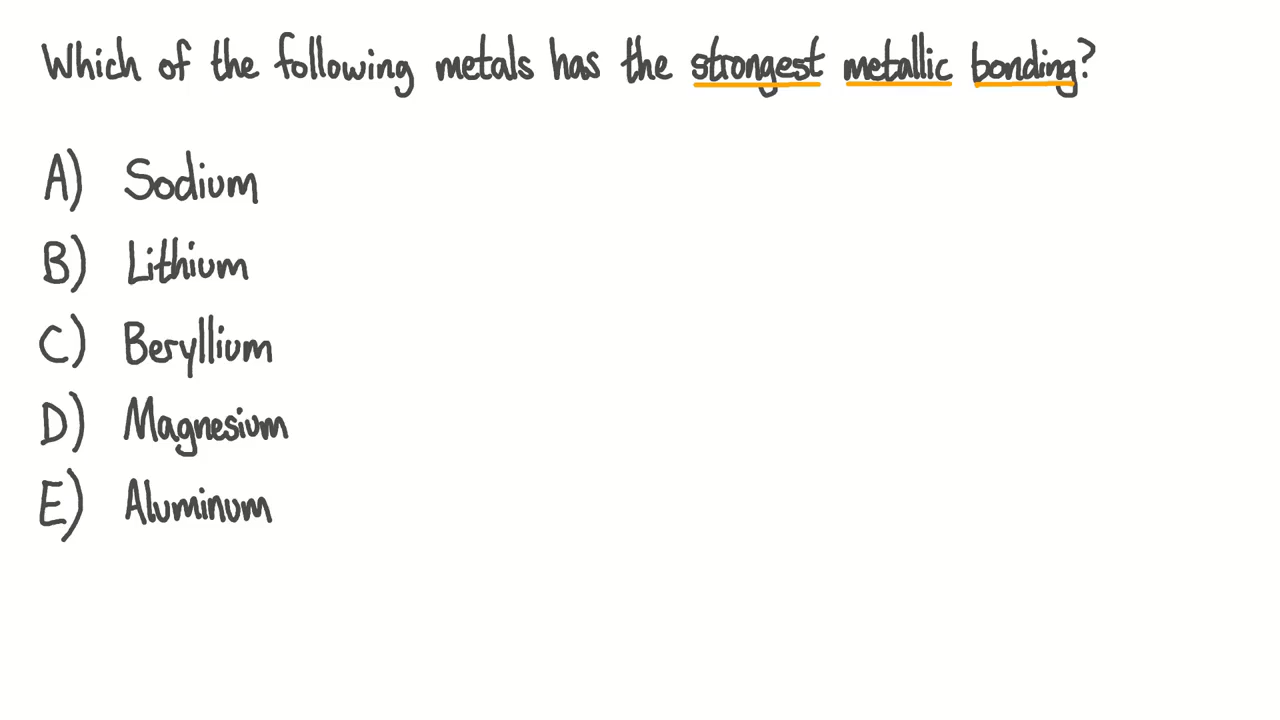 Which of the following metals has the strongest metallic bonding?
A) Sodium
B) Lithium
C) Beryllium
D) Magnesium
E) Aluminum